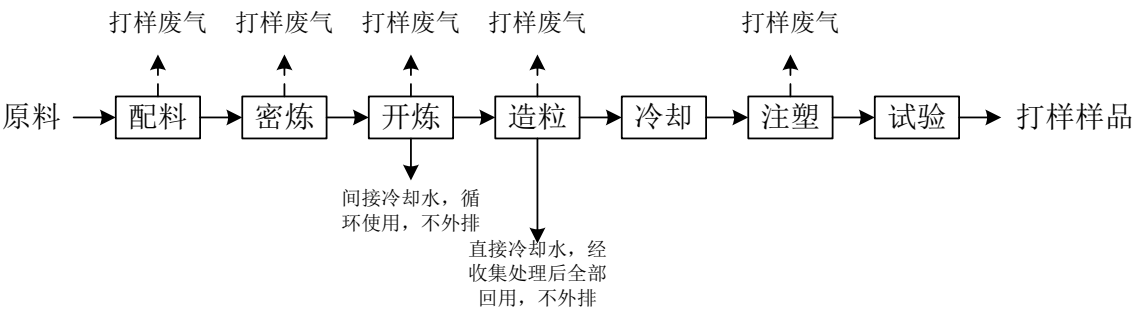 打样废气 打样废气 打样废气 打样废气 打样废气
原料 配料 密炼 开炼 造粒 冷却 注塑 试验 打样样品
间接冷却水，循
环使用，不外排
直接冷却水，经
收集处理后全部
回用，不外排